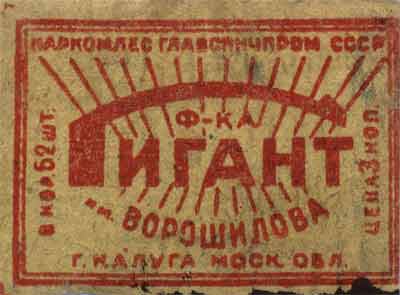 НАРКОМЛЕС ГЛАВСПИЧПРОМ СССР
Ф-КА
ГИГАНТ
им. ВОРОШИЛОВА
Г. КАЛУГА МОСК. ОБЛ.
В КОР. 52 ШТ.
ЦЕНА 3 КОП